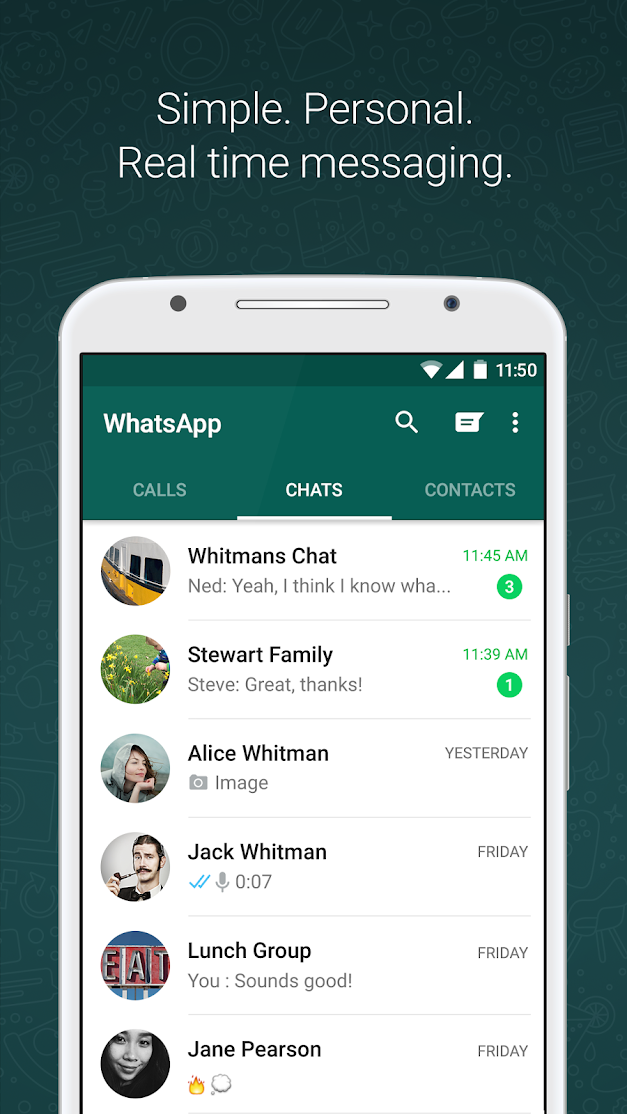 Simple. Personal.
Real time messaging.
11:50
WhatsApp
CALLS CHATS CONTACTS
Whitmans Chat 11:45 AM
Ned: Yeah, I think I know wha... 3
Stewart Family 11:39 AM
Steve: Great, thanks! 1
Alice Whitman YESTERDAY
Image
Jack Whitman FRIDAY
0:07
EAT
Lunch Group FRIDAY
You : Sounds good!
Jane Pearson FRIDAY
🔥💭
BFF